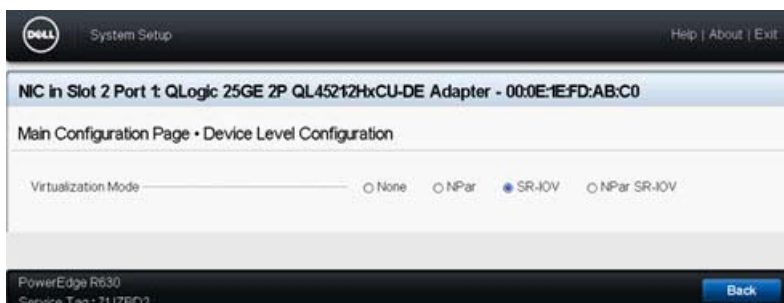 DELL
System Setup
Help | About | Exit
NIC in Slot 2 Port 1: QLogic 25GE 2P QL45212HxCU-DE Adapter - 00:0E:1E:FD:AB:C0
Main Configuration Page • Device Level Configuration
Virtualization Mode None NPar SR-IOV NPar SR-IOV
PowerEdge R630
Service Tag :
Back